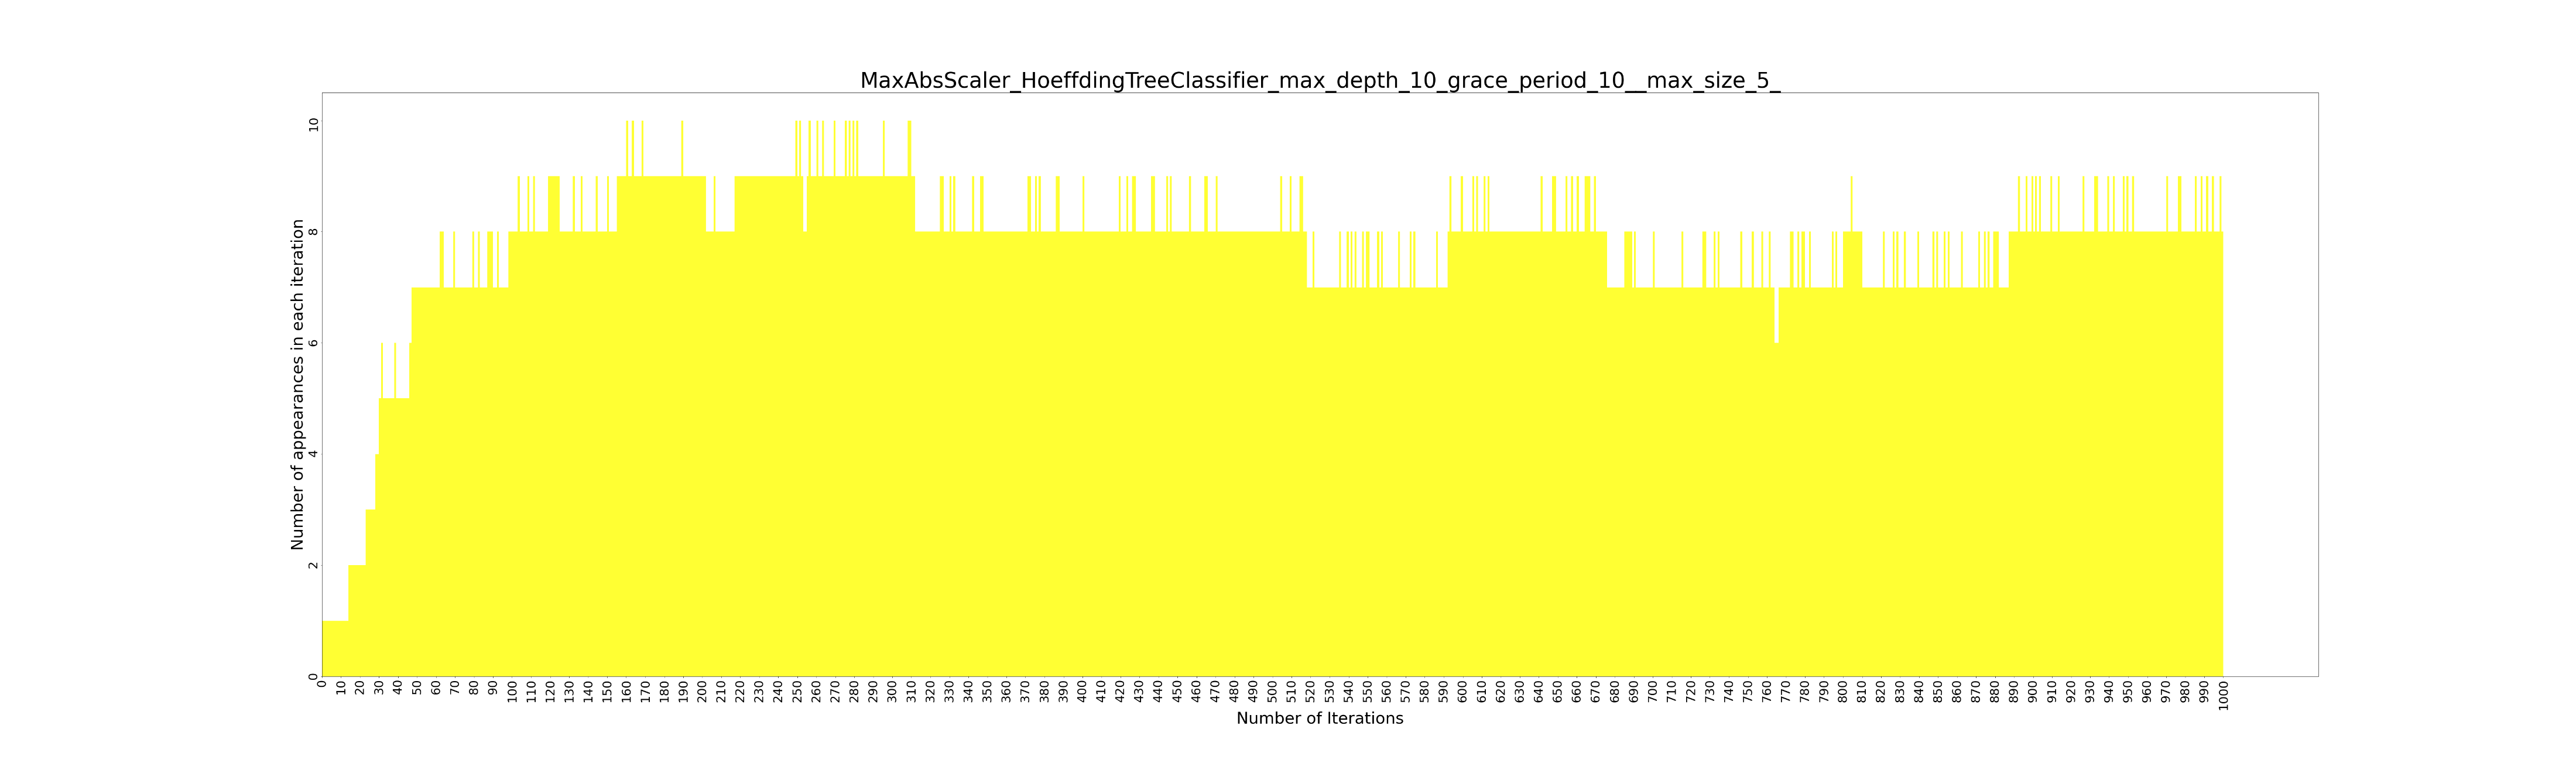 MaxAbsScaler_HoeffdingTreeClassifier_max_depth_10_grace_period_10__max_size_5_
Number of appearances in each iteration
10
8
6
4
2
0
0 10 20 30 40 50 60 70 80 90 100 110 120 130 140 150 160 170 180 190 200 210 220 230 240 250 260 270 280 290 300 310 320 330 340 350 360 370 380 390 400 410 420 430 440 450 460 470 480 490 500 510 520 530 540 550 560 570 580 590 600 610 620 630 640 650 660 670 680 690 700 710 720 730 740 750 760 770 780 790 800 810 820 830 840 850 860 870 880 890 900 910 920 930 940 950 960 970 980 990 1000
Number of Iterations